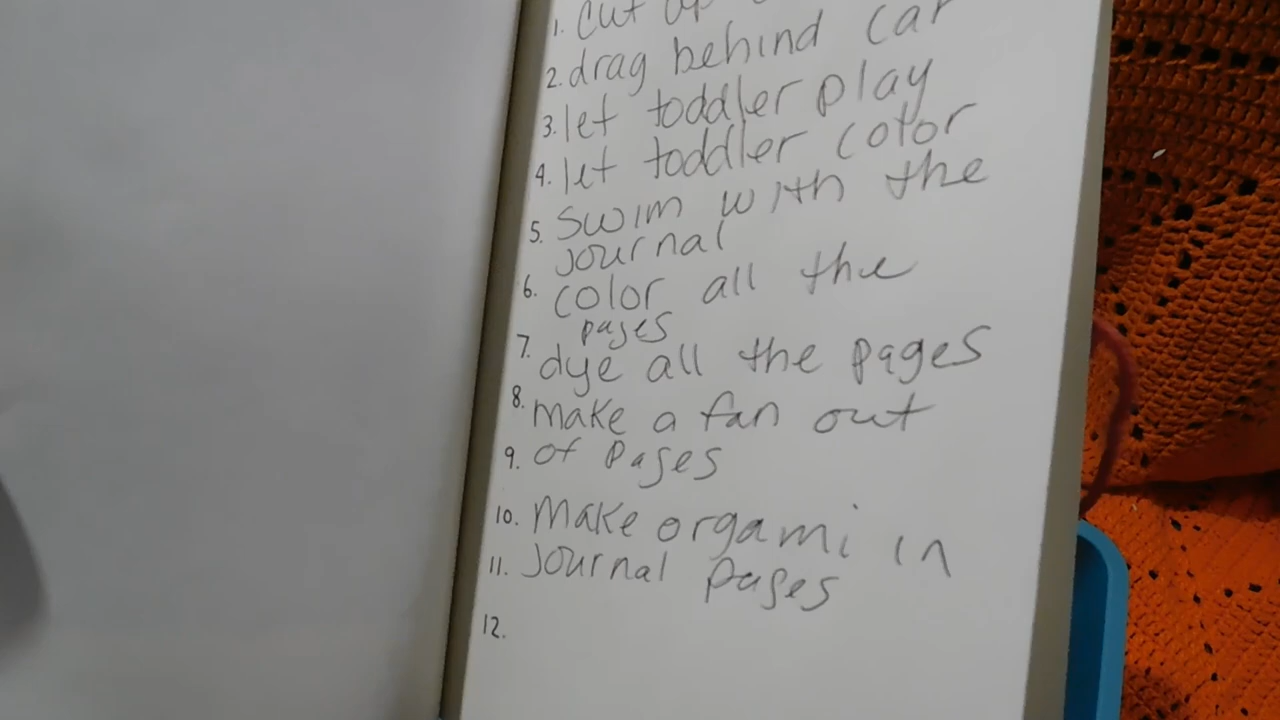 1. cut up
2. drag behind car
3. let toddler play
4. let toddler color
5. swim with the
journal
6. color all the
pages
7. dye all the pages
8. make a fan out
9. of pages
10. make orgami in
11. journal pages
12.